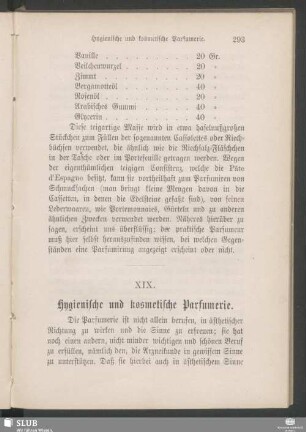 Hygienische und kosmetische Parfumerie. 293
Vanille . . . . . . . . . . 20 Gr.
Veilchenwurzel . . . . . . . 20 "
Zimmt . . . . . . . . . . 20 "
Bergamotteöl . . . . . . . . 40 "
Rosenöl . . . . . . . . . . 20 "
Arabisches Gummi . . . . . . 40 "
Glycerin . . . . . . . . . . 40 "
Diese teigartige Masse wird in etwa haselnußgroßen
Stückchen zum Füllen der sogenannten Cassolettes oder Riech-
büchsen verwendet, die ähnlich wie die Riechsalz-Fläschchen
in der Tasche oder im Portefeuille getragen werden. Wegen
der eigenthümlichen teigigen Consistenz, welche die Pâte
d'Espagne besitzt, kann sie vortheilhaft zum Parfumiren von
Schmuckstücken (man bringt kleine Mengen davon in die
Cassetten, in denen die Edelsteine gefaßt sind), von feinen
Lederwaaren, wie Portemonnaies, Gürteln und zu anderen
ähnlichen Zwecken verwendet werden. Näheres hierüber zu
sagen, erscheint uns überflüssig; der praktische Parfumeur
muß hier selbst herauszufinden wissen, bei welchen Gegen-
ständen eine Parfumirung angezeigt erscheint oder nicht.
XIX.
Hygienische und kosmetische Parfumerie.
Die Parfumerie ist nicht allein berufen, in ästhetischer
Richtung zu wirken und die Sinne zu erfreuen; sie hat
noch einen andern, nicht minder wichtigen und schönen Beruf
zu erfüllen, nämlich den, die Arzneikunde in gewissem Sinne
zu unterstützen. Daß sie hierbei auch in ästhetischem Sinne
SLUB
Wir führen Wissen.